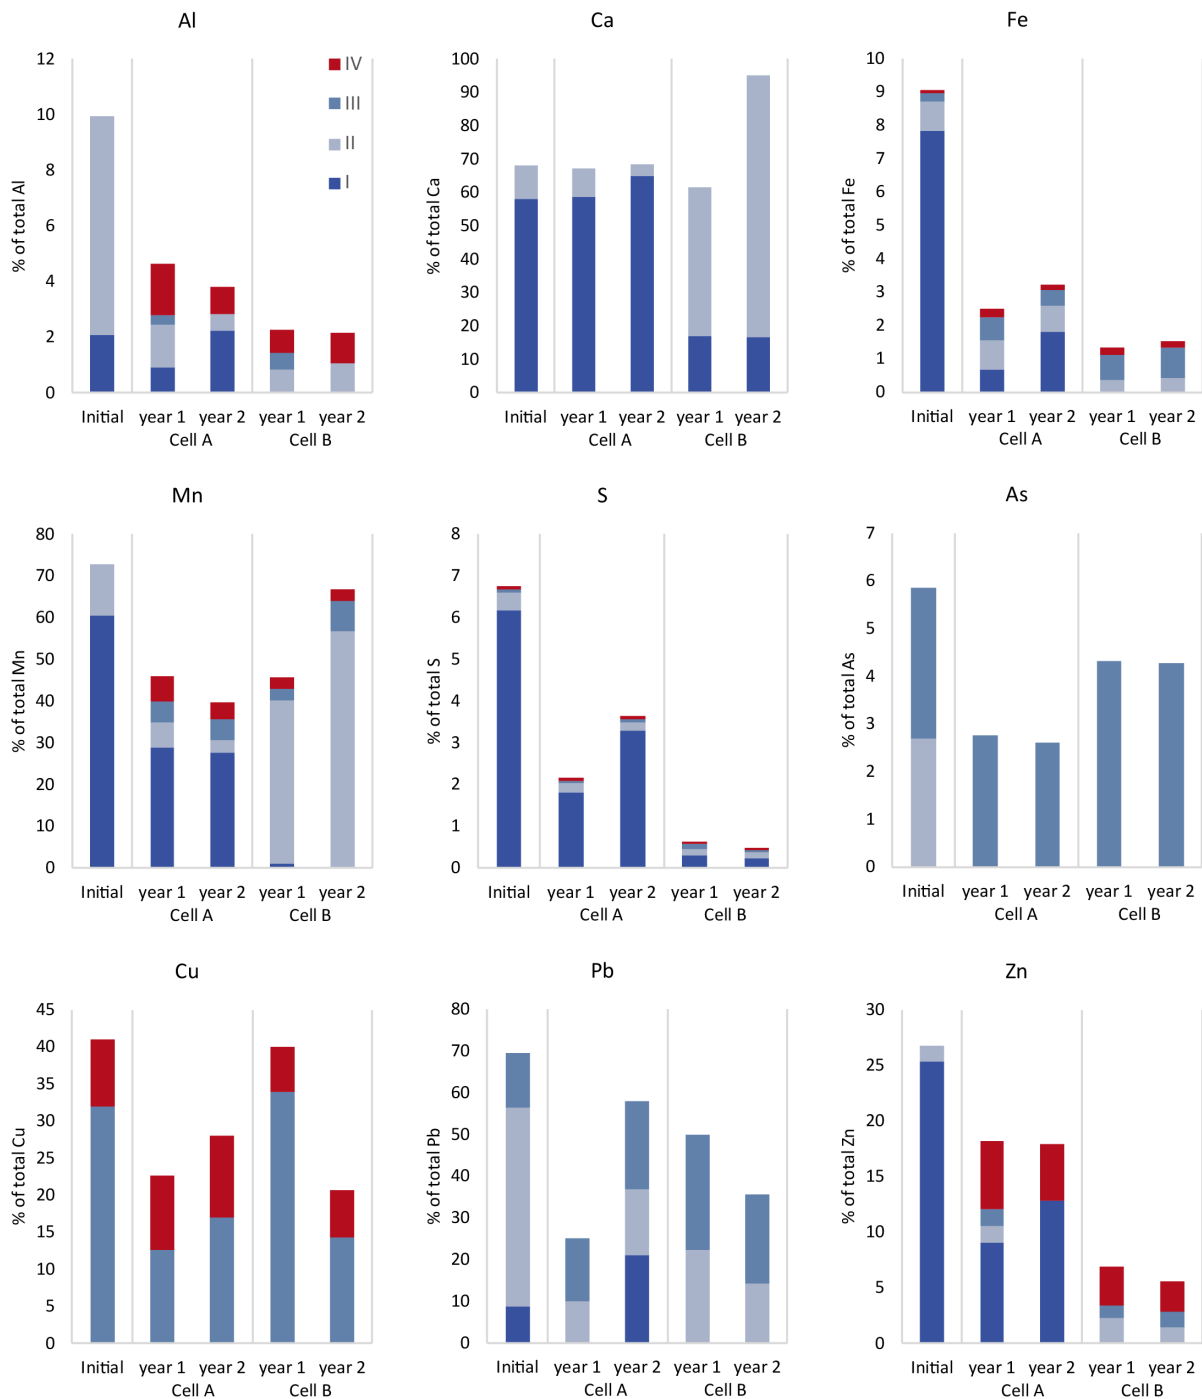 Al
12
10
8
6
4
2
0
% of total Al
IV
III
II
I
Initial year 1 year 2 year 1 year 2
Cell A Cell B
Ca
100
90
80
70
60
50
40
30
20
10
0
% of total Ca
Initial year 1 year 2 year 1 year 2
Cell A Cell B
Fe
10
9
8
7
6
5
4
3
2
1
0
% of total Fe
Initial year 1 year 2 year 1 year 2
Cell A Cell B
Mn
80
70
60
50
40
30
20
10
0
% of total Mn
Initial year 1 year 2 year 1 year 2
Cell A Cell B
S
8
7
6
5
4
3
2
1
0
% of total S
Initial year 1 year 2 year 1 year 2
Cell A Cell B
As
7
6
5
4
3
2
1
0
% of total As
Initial year 1 year 2 year 1 year 2
Cell A Cell B
Cu
45
40
35
30
25
20
15
10
5
0
% of total Cu
Initial year 1 year 2 year 1 year 2
Cell A Cell B
Pb
80
70
60
50
40
30
20
10
0
% of total Pb
Initial year 1 year 2 year 1 year 2
Cell A Cell B
Zn
30
25
20
15
10
5
0
% of total Zn
Initial year 1 year 2 year 1 year 2
Cell A Cell B